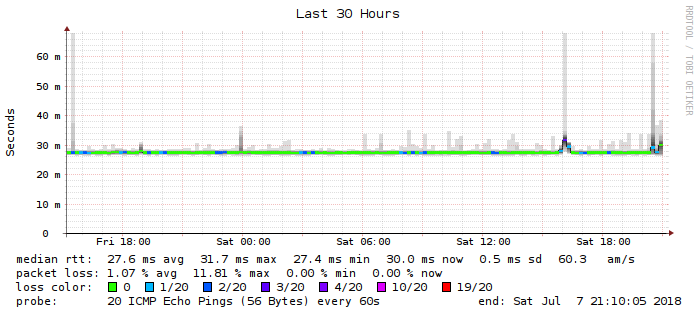 Last 30 Hours
RRDTOOL / TOBI OETIKER
Seconds
60 m
50 m
40 m
30 m
20 m
10 m
0
Fri 18:00 Sat 00:00 Sat 06:00 Sat 12:00 Sat 18:00
median rtt: 27.6 ms avg 31.7 ms max 27.4 ms min 30.0 ms now 0.5 ms sd 60.3 am/s
packet loss: 1.07 % avg 11.81 % max 0.00 % min 0.00 % now
loss color: 0 1/20 2/20 3/20 4/20 10/20 19/20
probe: 20 ICMP Echo Pings (56 Bytes) every 60s end: Sat Jul 7 21:10:05 2018